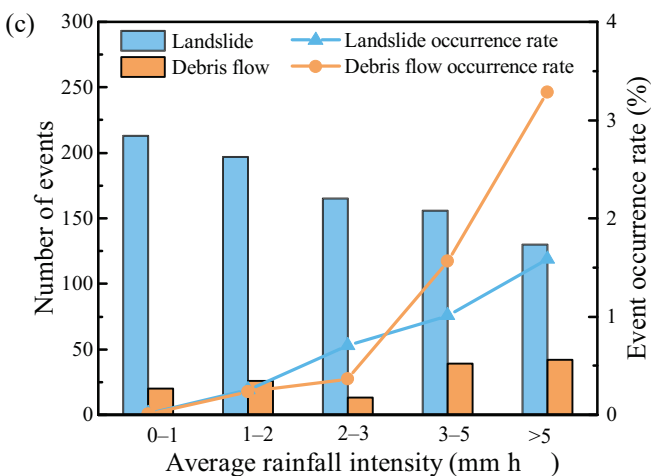 (c)
Landslide
Debris flow
Landslide occurrence rate
Debris flow occurrence rate
Number of events
300
250
200
150
100
50
0
4
3
2
1
0
Event occurrence rate (%)
0–1 1–2 2–3 3–5 >5
Average rainfall intensity (mm h )